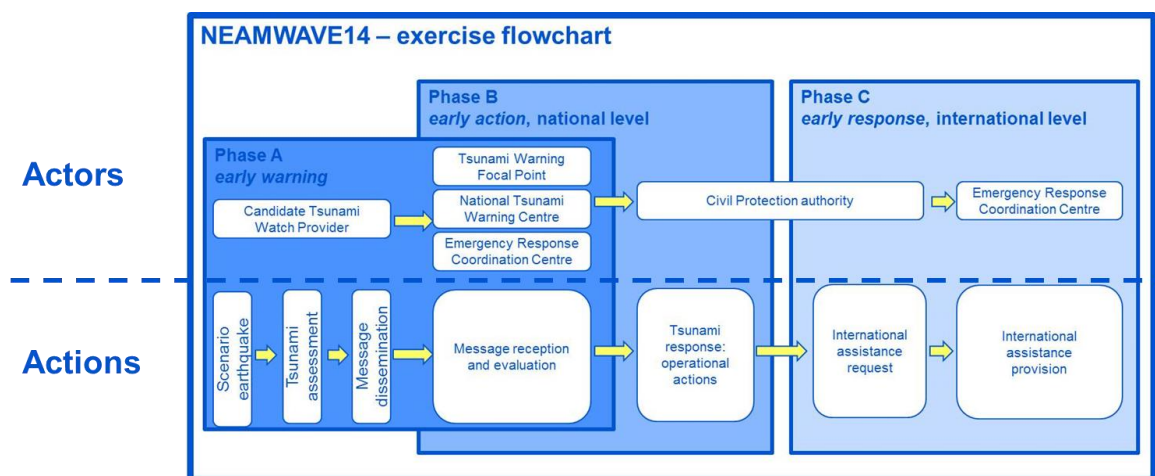 NEAMWAVE14 – exercise flowchart
Phase B
early action, national level
Phase C
early response, international level
Phase A
early warning
Actors
Tsunami Warning
Focal Point
Candidate Tsunami
Watch Provider
National Tsunami
Warning Centre
Emergency Response
Coordination Centre
Civil Protection authority
Emergency Response
Coordination Centre
Actions
Scenario
earthquake
Tsunami
assessment
Message
dissemination
Message reception
and evaluation
Tsunami
response:
operational
actions
International
assistance
request
International
assistance
provision